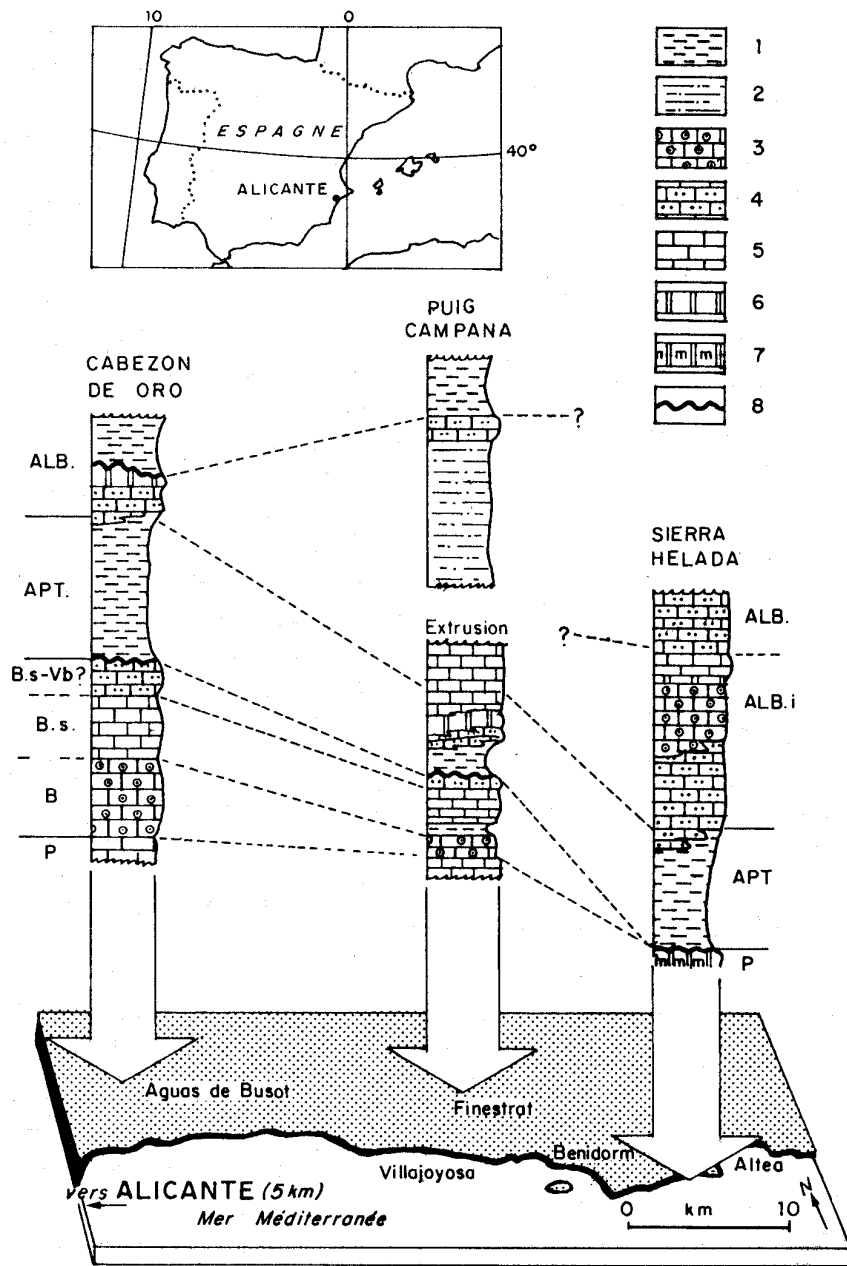 10
0
ESPAGNE
40°
ALICANTE
1
2
3
4
5
6
7
m
8
PUIG
CAMPANA
CABEZON
DE ORO
ALB.
APT.
B.s-Vb?
B.s.
B
P
?
Extrusion
SIERRA
HELADA
?
ALB.
ALB.i
APT
P
m m m
Aguas de Busot
Finestrat
Benidorm
Villajoyosa
Altea
vers ALICANTE (5 km)
Mer Méditerranée
0 km 10
N